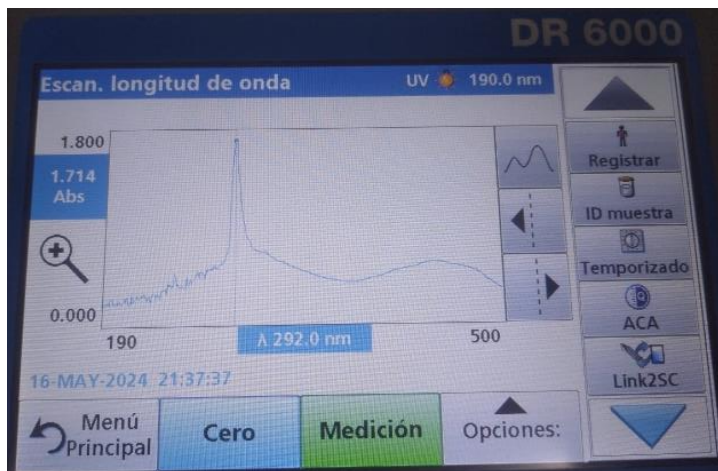 DR 6000
Escan. longitud de onda UV 190.0 nm
1.800
1.714
Abs
0.000
190 λ 292.0 nm 500
16-MAY-2024 21:37:37
Registrar
ID muestra
Temporizado
ACA
Link2SC
Menú
Principal
Cero
Medición
Opciones: